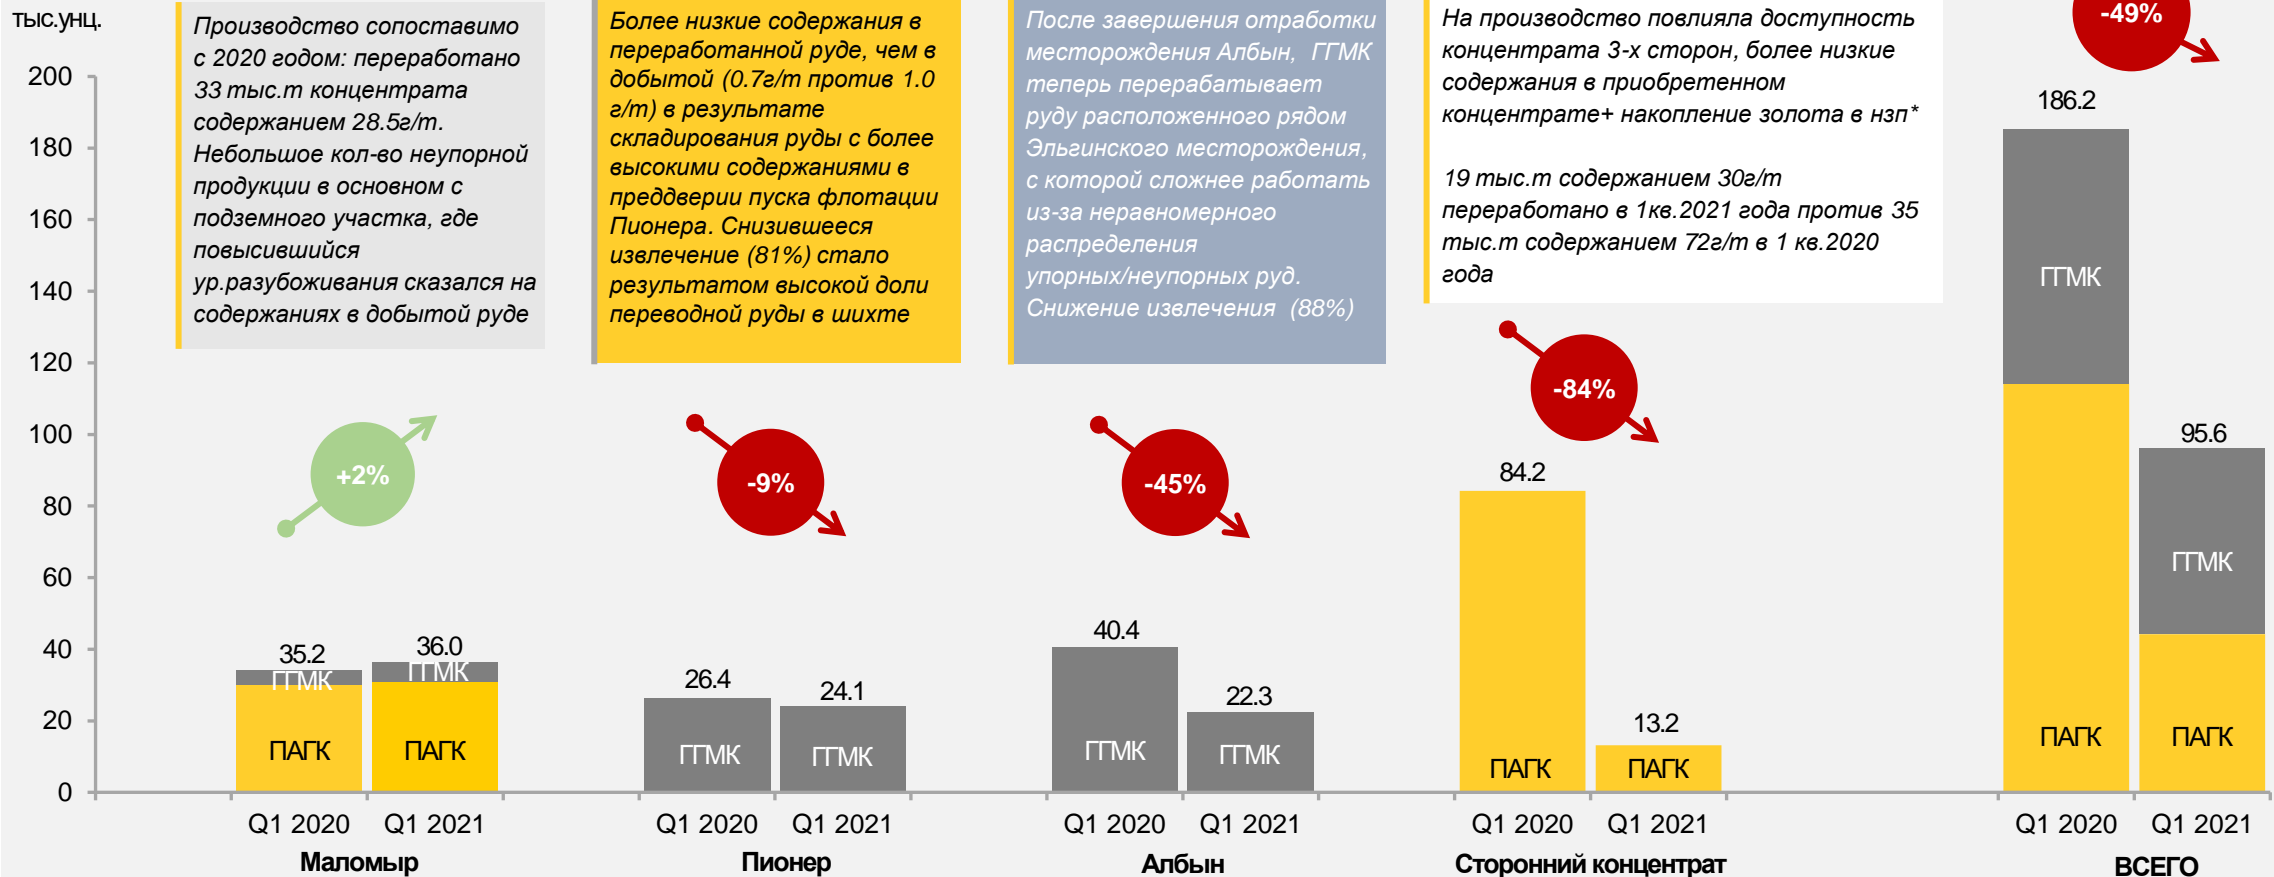 тыс.унц.
Производство сопоставимо
с 2020 годом: переработано
33 тыс.т концентрата
содержанием 28.5г/т.
Небольшое кол-во неупорной
продукции в основном с
подземного участка, где
повысившийся
ур.разубоживания сказался на
содержаниях в добытой руде
Более низкие содержания в
переработанной руде, чем в
добытой (0.7г/т против 1.0
г/т) в результате
складирования руды с более
высокими содержаниями в
преддверии пуска флотации
Пионера. Снизившееся
извлечение (81%) стало
результатом высокой доли
переводной руды в шихте
После завершения отработки
месторождения Албын, ГГМК
теперь перерабатывает
руду расположенного рядом
Эльгинского месторождения,
с которой сложнее работать
из-за неравномерного
распределения
упорных/неупорных руд.
Снижение извлечения (88%)
На производство повлияла доступность
концентрата 3-х сторон, более низкие
содержания в приобретенном
концентрате+ накопление золота в нзп*
19 тыс.т содержанием 30г/т
переработано в 1кв.2021 года против 35
тыс.т содержанием 72г/т в 1 кв.2020
года
-49%
200
180
160
140
120
100
80
60
40
20
0
+2%
-9%
-45%
-84%
35.2
ГГМК
ПАГК
36.0
ГГМК
ПАГК
26.4
ГГМК
24.1
ГГМК
40.4
ГГМК
22.3
ГГМК
84.2
ПАГК
13.2
ПАГК
186.2
ГГМК
ПАГК
95.6
ГГМК
ПАГК
Q1 2020 Q1 2021
Q1 2020 Q1 2021
Q1 2020 Q1 2021
Q1 2020 Q1 2021
Q1 2020 Q1 2021
Маломыр
Пионер
Албын
Сторонний концентрат
ВСЕГО